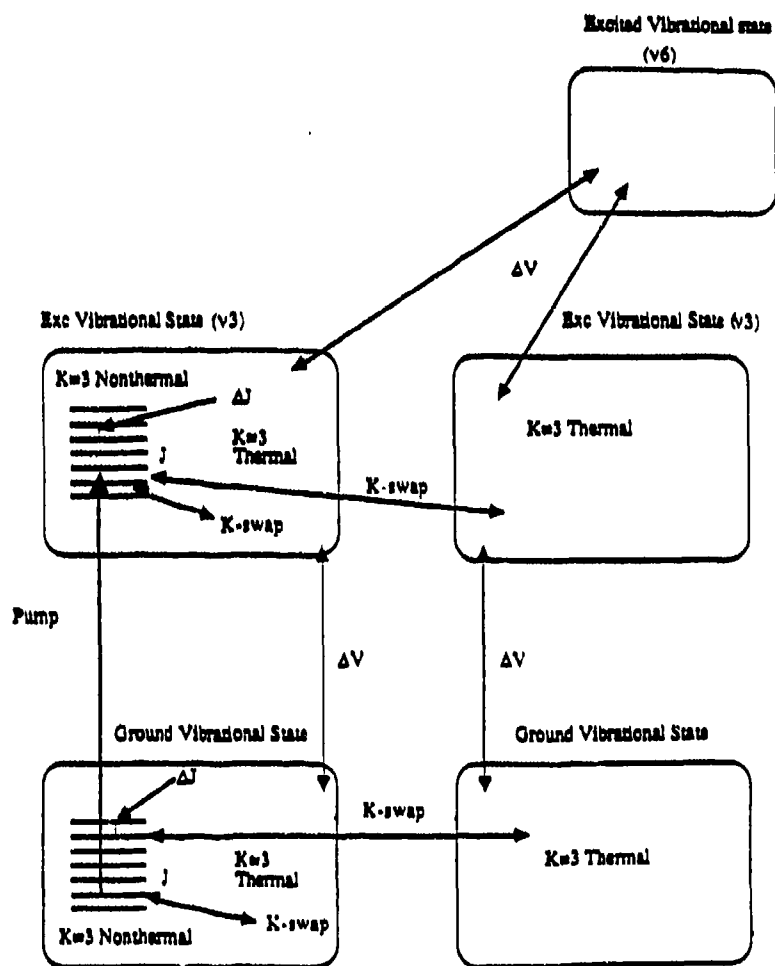 Excited Vibrational state
(v6)
ΔV
Exc Vibrational State (v3)
Exc Vibrational State (v3)
K=3 Nonthermal
ΔJ
K=3
Thermal
J
K-swap
K-swap
K=3 Thermal
Pump
ΔV
ΔV
Ground Vibrational State
Ground Vibrational State
ΔJ
K-swap
K=3
Thermal
J
K-swap
K=3 Nonthermal
K=3 Thermal